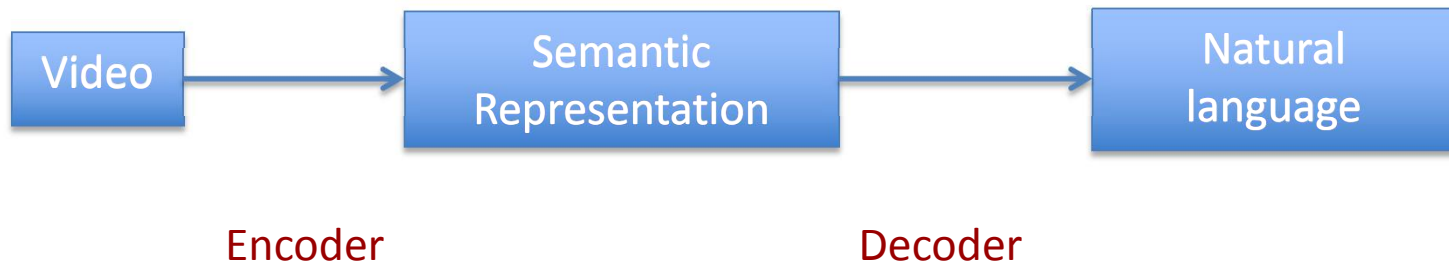 Video
Semantic
Representation
Natural
language
Encoder
Decoder